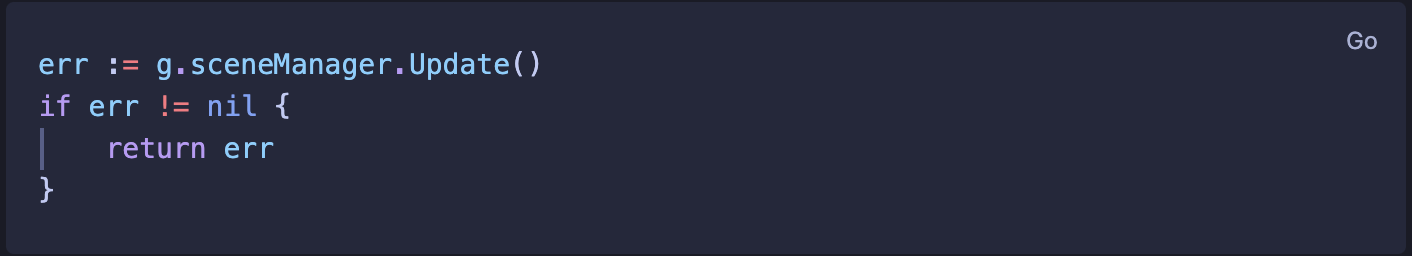 Go
err := g.sceneManager.Update()
if err != nil {
    return err
}